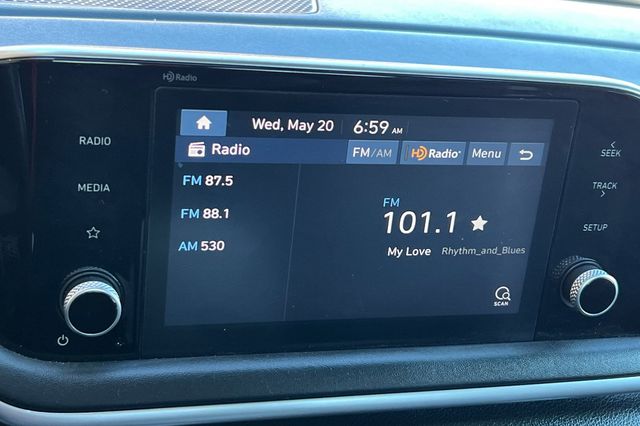 HD Radio
Wed, May 20 6:59 AM
Radio FM/AM HD Radio Menu
FM 87.5
FM 88.1
AM 530
FM
101.1
My Love Rhythm_and_Blues
SCAN
RADIO
MEDIA
< SEEK
TRACK >
SETUP